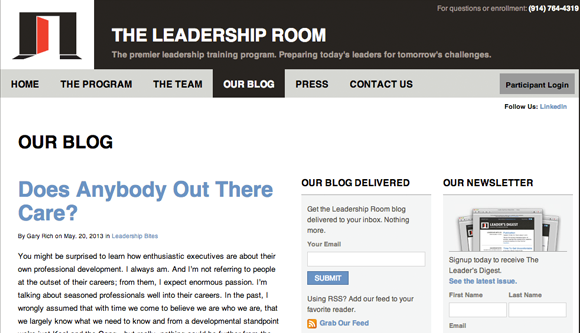 For questions or enrollment: (914) 764-4319
THE LEADERSHIP ROOM
The premier leadership training program. Preparing today's leaders for tomorrow's challenges.
HOME THE PROGRAM THE TEAM OUR BLOG PRESS CONTACT US Participant Login
Follow Us: LinkedIn
OUR BLOG
Does Anybody Out There
Care?
By Gary Rich on May. 20, 2013 in Leadership Bites
You might be surprised to learn how enthusiastic executives are about their
own professional development. I always am. And I'm not referring to people
at the outset of their careers; from them, I expect enormous passion. I'm
talking about seasoned professionals well into their careers. In the past, I
wrongly assumed that with time we come to believe we are who we are, that
we largely know what we need to know and from a developmental standpoint
OUR BLOG DELIVERED
Get the Leadership Room blog
delivered to your inbox. Nothing
more.
Your Email
SUBMIT
Using RSS? Add our feed to your
favorite reader.
Grab Our Feed
OUR NEWSLETTER
LEADER'S DIGEST
Signup today to receive The
Leader's Digest.
See the latest issue.
First Name Last Name
Email